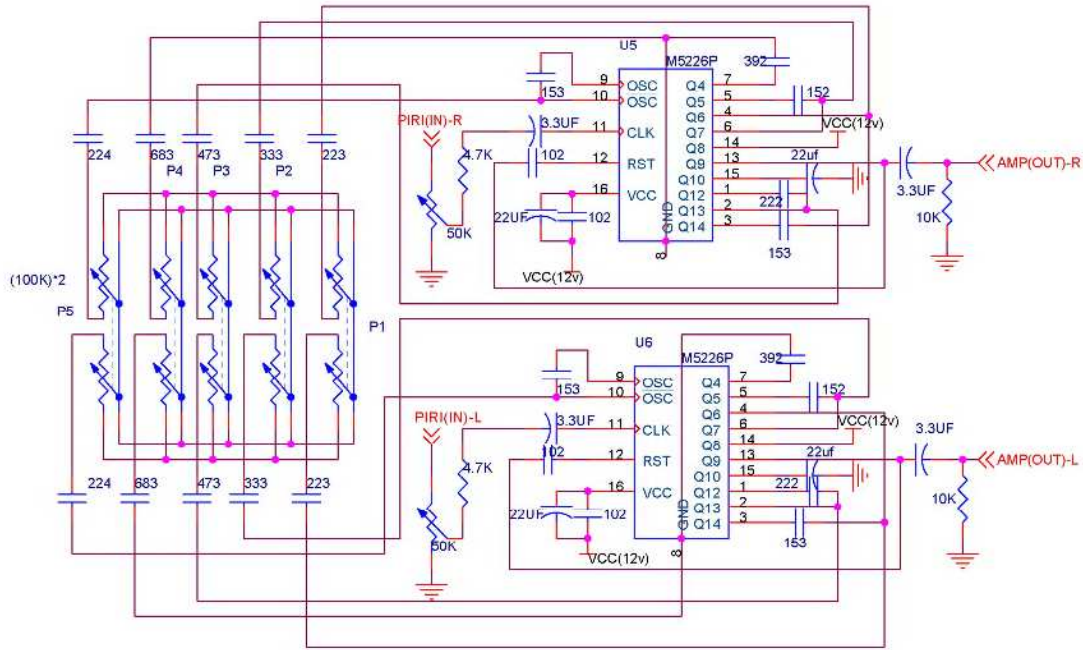 U5
M5226P
392
7
9
OSC
Q4
153
10
OSC
Q5
5
152
Q6
4
PIRI(IN)-R
3.3UF
11
CLK
Q7
6
VCC(12v)
Q8
14
224
683
473
333
223
4.7K
102
12
RST
Q9
13
22uf
AMP(OUT)-R
P4
P3
P2
Q10
15
3.3UF
16
VCC
Q12
1
222
10K
22UF
102
Q13
2
50K
GND
Q14
3
153
8
VCC(12v)
(100K)*2
P5
P1
U6
M5226P
392
7
9
OSC
Q4
153
10
OSC
Q5
5
152
Q6
4
PIRI(IN)-L
3.3UF
11
CLK
Q7
6
VCC(12v)
Q8
14
3.3UF
4.7K
102
12
RST
Q9
13
22uf
AMP(OUT)-L
Q10
15
224
683
473
333
223
16
VCC
Q12
1
222
10K
22UF
102
Q13
2
50K
GND
Q14
3
153
8
VCC(12v)